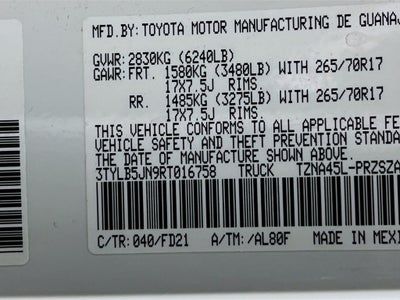 MFD.BY: TOYOTA MOTOR MANUFACTURING DE GUANAJ
GVWR: 2830KG (6240LB)
GAWR: FRT. 1580KG (3480LB) WITH 265/70R17
17X7.5J RIMS.
RR. 1485KG (3275LB) WITH 265/70R17
17X7.5J RIMS.
THIS VEHICLE CONFORMS TO ALL APPLICABLE FE
VEHICLE SAFETY AND THEFT PREVENTION STANDA
THE DATE OF MANUFACTURE SHOWN ABOVE.
3TYLB5JN9RT016758 TRUCK TZNA45L-PRZSZA
C/TR: 040/FD21 A/TM: /AL80F MADE IN MEXI